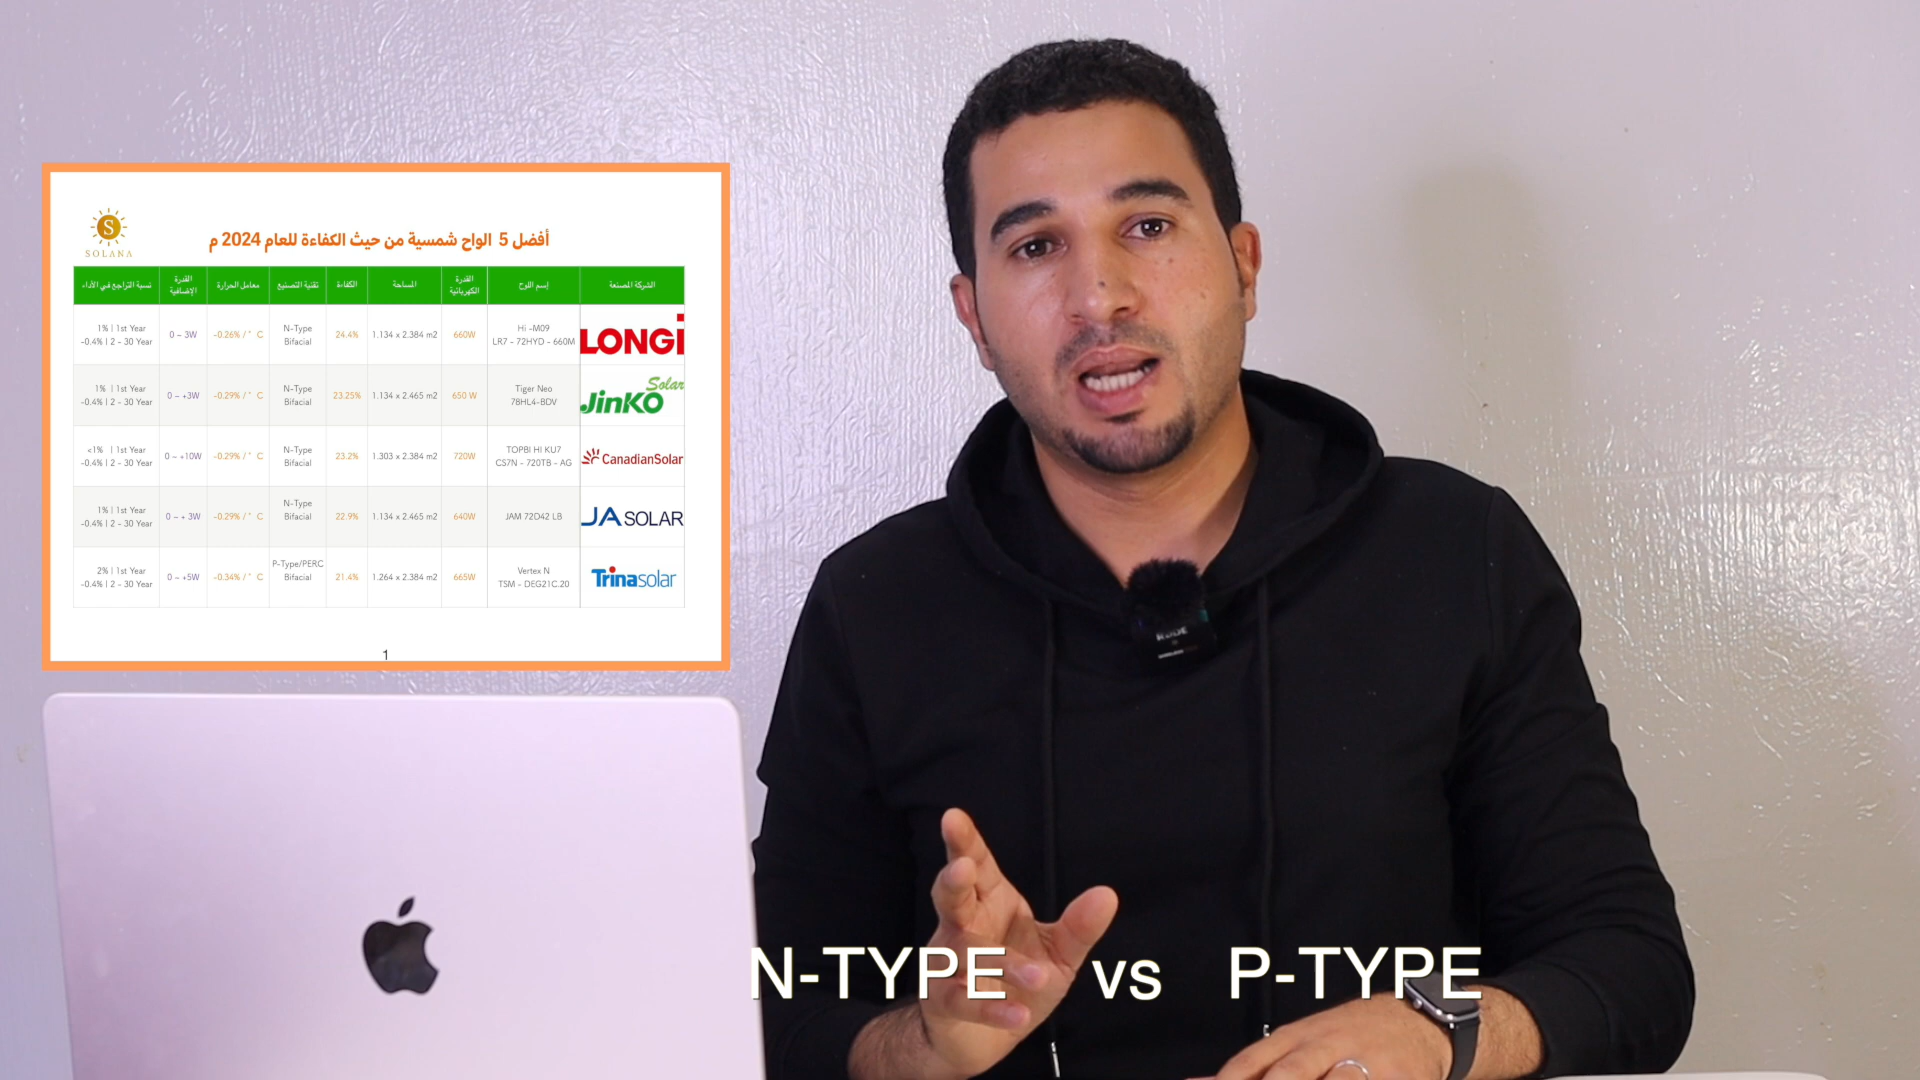 S
SOLANA
أفضل 5 الواح شمسية من حيث الكفاءة للعام 2024 م
الشركة المصنعة
إسم اللوح
القدرة
الكهربائية
المساحة
الكفاءة
تقنية التصنيع
معامل الحرارة
القدرة
الإضافية
نسبة التراجع في الأداء
LONGi
Hi -M09
LR7 - 72HYD - 660M
660W
1.134 x 2.384 m2
24.4%
N-Type
Bifacial
-0.26% / ° C
0 ~ 3W
1% | 1st Year
-0.4% | 2 - 30 Year
JinKO
Solar
Tiger Neo
78HL4-BDV
650 W
1.134 x 2.465 m2
23.25%
N-Type
Bifacial
-0.29% / ° C
0 ~ +3W
1% | 1st Year
-0.4% | 2 - 30 Year
CanadianSolar
TOPBI HI KU7
CS7N - 720TB - AG
720W
1.303 x 2.384 m2
23.2%
N-Type
Bifacial
-0.29% / ° C
0 ~ +10W
<1% | 1st Year
-0.4% | 2 - 30 Year
JA SOLAR
JAM 72D42 LB
640W
1.134 x 2.465 m2
22.9%
N-Type
Bifacial
-0.29% / ° C
0 ~ + 3W
1% | 1st Year
-0.4% | 2 - 30 Year
Trinasolar
Vertex N
TSM - DEG21C.20
665W
1.264 x 2.384 m2
21.4%
P-Type/PERC
Bifacial
-0.34% / ° C
0 ~ +5W
2% | 1st Year
-0.4% | 2 - 30 Year
1
RODE
N-TYPE vs P-TYPE